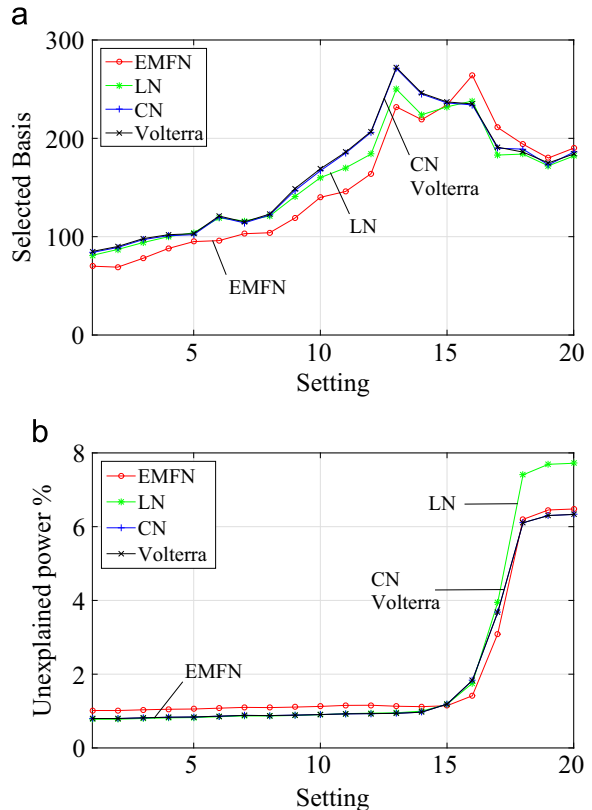 a
300
EMFN
LN
CN
Volterra
200
CN
Volterra
LN
100
EMFN
0
5
10
15
20
Selected Basis
Setting
b
8
EMFN
LN
CN
Volterra
LN
6
CN
Volterra
4
2
EMFN
0
5
10
15
20
Unexplained power %
Setting